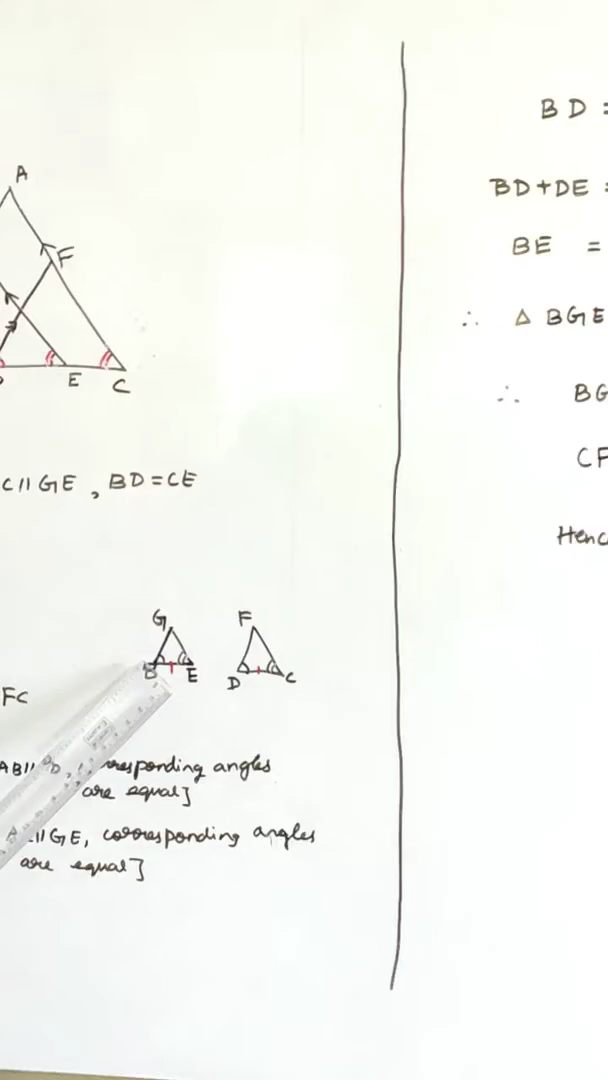 A
F
E C
C// GE, BD=CE
G F
B E D C
FC
AB//
corresponding angles
are equal]
//GE, corresponding angles
are equal]
BD =
BD+DE =
BE =
∴ △ BGE
∴ BG
CF
Henc